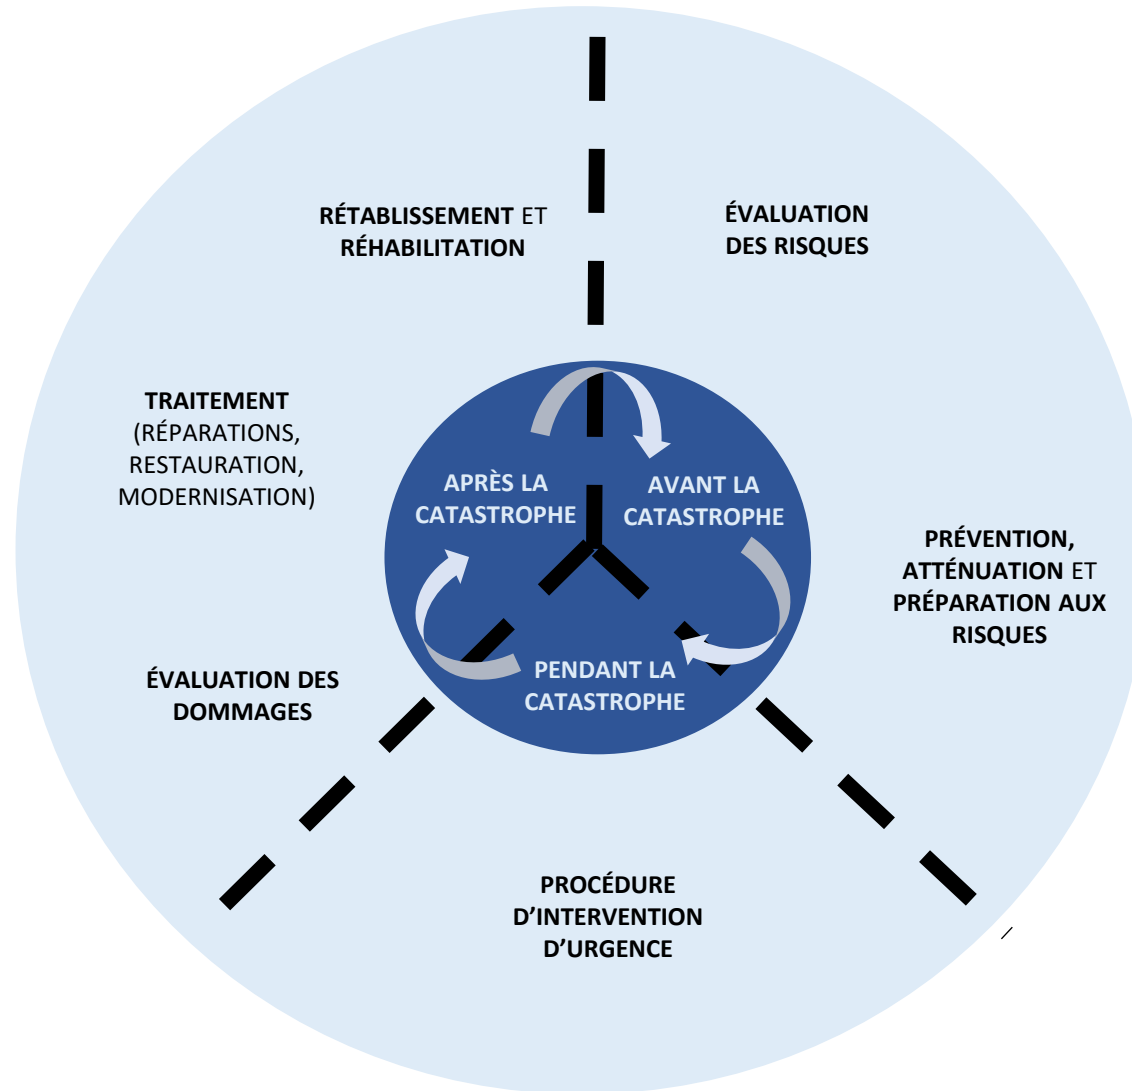 RÉTABLISSEMENT ET
RÉHABILITATION
ÉVALUATION
DES RISQUES
TRAITEMENT
(RÉPARATIONS,
RESTAURATION,
MODERNISATION)
APRÈS LA
CATASTROPHE
AVANT LA
CATASTROPHE
PRÉVENTION,
ATTÉNUATION ET
PRÉPARATION AUX
RISQUES
PENDANT LA
CATASTROPHE
ÉVALUATION DES
DOMMAGES
PROCÉDURE
D’INTERVENTION
D’URGENCE